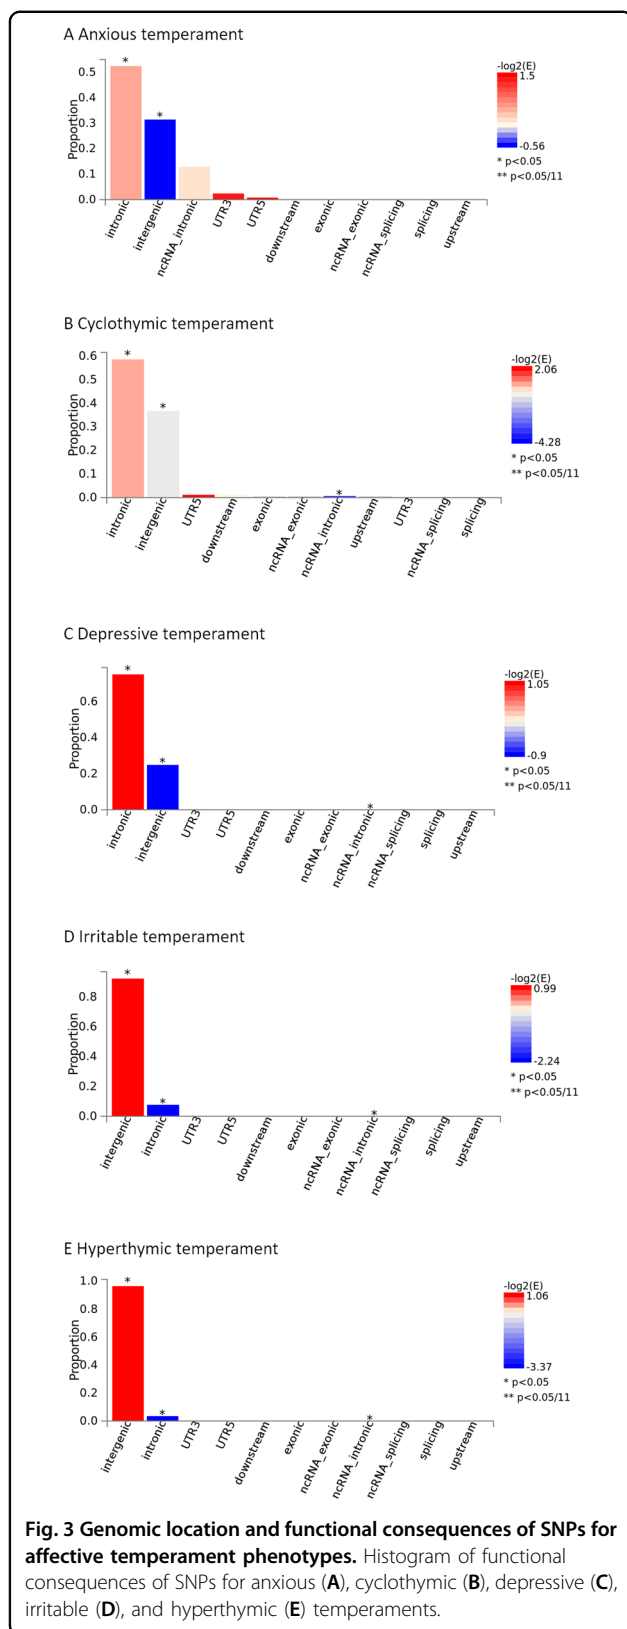 A Anxious temperament
-log2(E)
1.5
-0.56
* p<0.05
** p<0.05/11
Proportion
0.5
0.4
0.3
0.2
0.1
0.0
*
*
intronic
intergenic
ncRNA_intronic
UTR3
UTR5
downstream
exonic
ncRNA_exonic
ncRNA_splicing
splicing
upstream
B Cyclothymic temperament
-log2(E)
2.06
-4.28
* p<0.05
** p<0.05/11
Proportion
0.6
0.5
0.4
0.3
0.2
0.1
0.0
*
*
*
intronic
intergenic
UTR5
downstream
exonic
ncRNA_exonic
ncRNA_intronic
upstream
UTR3
ncRNA_splicing
splicing
C Depressive temperament
-log2(E)
1.05
-0.9
* p<0.05
** p<0.05/11
Proportion
0.6
0.4
0.2
0.0
*
*
*
intronic
intergenic
UTR3
UTR5
downstream
exonic
ncRNA_exonic
ncRNA_intronic
ncRNA_splicing
splicing
upstream
D Irritable temperament
-log2(E)
0.99
-2.24
* p<0.05
** p<0.05/11
Proportion
0.8
0.6
0.4
0.2
0.0
*
*
*
intergenic
intronic
UTR3
UTR5
downstream
exonic
ncRNA_exonic
ncRNA_intronic
ncRNA_splicing
splicing
upstream
E Hyperthymic temperament
-log2(E)
1.06
-3.37
* p<0.05
** p<0.05/11
Proportion
1.0
0.8
0.6
0.4
0.2
0.0
*
*
*
intergenic
intronic
UTR3
UTR5
downstream
exonic
ncRNA_exonic
ncRNA_intronic
ncRNA_splicing
splicing
upstream
Fig. 3 Genomic location and functional consequences of SNPs for
affective temperament phenotypes. Histogram of functional
consequences of SNPs for anxious (A), cyclothymic (B), depressive (C),
irritable (D), and hyperthymic (E) temperaments.